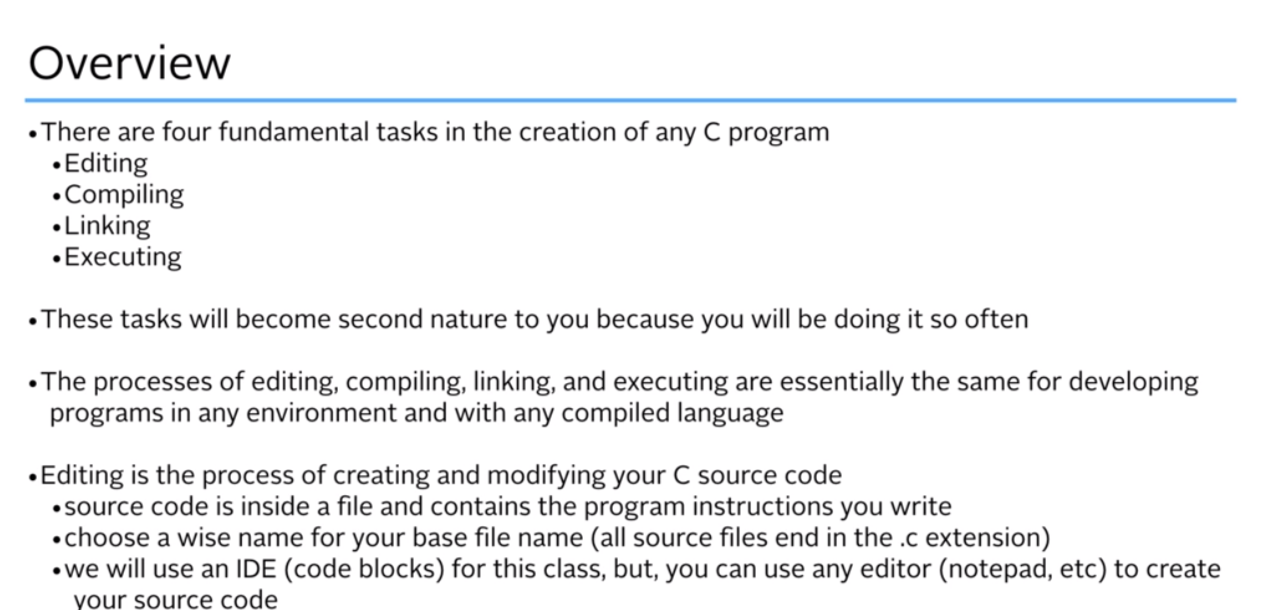 Overview
•There are four fundamental tasks in the creation of any C program
•Editing
•Compiling
•Linking
•Executing
•These tasks will become second nature to you because you will be doing it so often
•The processes of editing, compiling, linking, and executing are essentially the same for developing
programs in any environment and with any compiled language
•Editing is the process of creating and modifying your C source code
•source code is inside a file and contains the program instructions you write
•choose a wise name for your base file name (all source files end in the .c extension)
•we will use an IDE (code blocks) for this class, but, you can use any editor (notepad, etc) to create
your source code